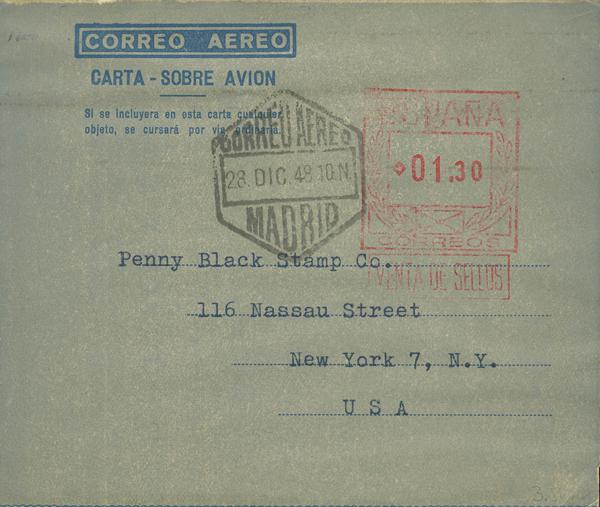 CORREO AEREO
CARTA - SOBRE AVION
Si se incluyera en esta carta cualquier
objeto, se cursará por vía ordinaria.
CORREO AEREO
28. DIC. 48. 10.N.
MADRID
ESPAÑA
01.30
CORREOS
VENTA DE SELLOS
Penny Black Stamp Co.
116 Nassau Street
New York 7, N.Y.
U S A